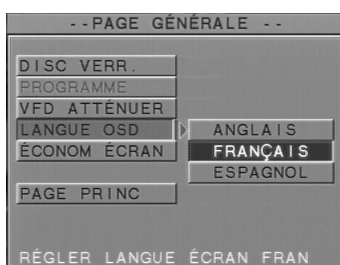 --PAGE GÉNÉRALE --
DISC VERR.
PROGRAMME
VFD ATTÉNUER
LANGUE OSD ANGLAIS
ÉCONOM ÉCRAN FRANÇAIS
ESPAGNOL
PAGE PRINC
RÉGLER LANGUE ÉCRAN FRAN